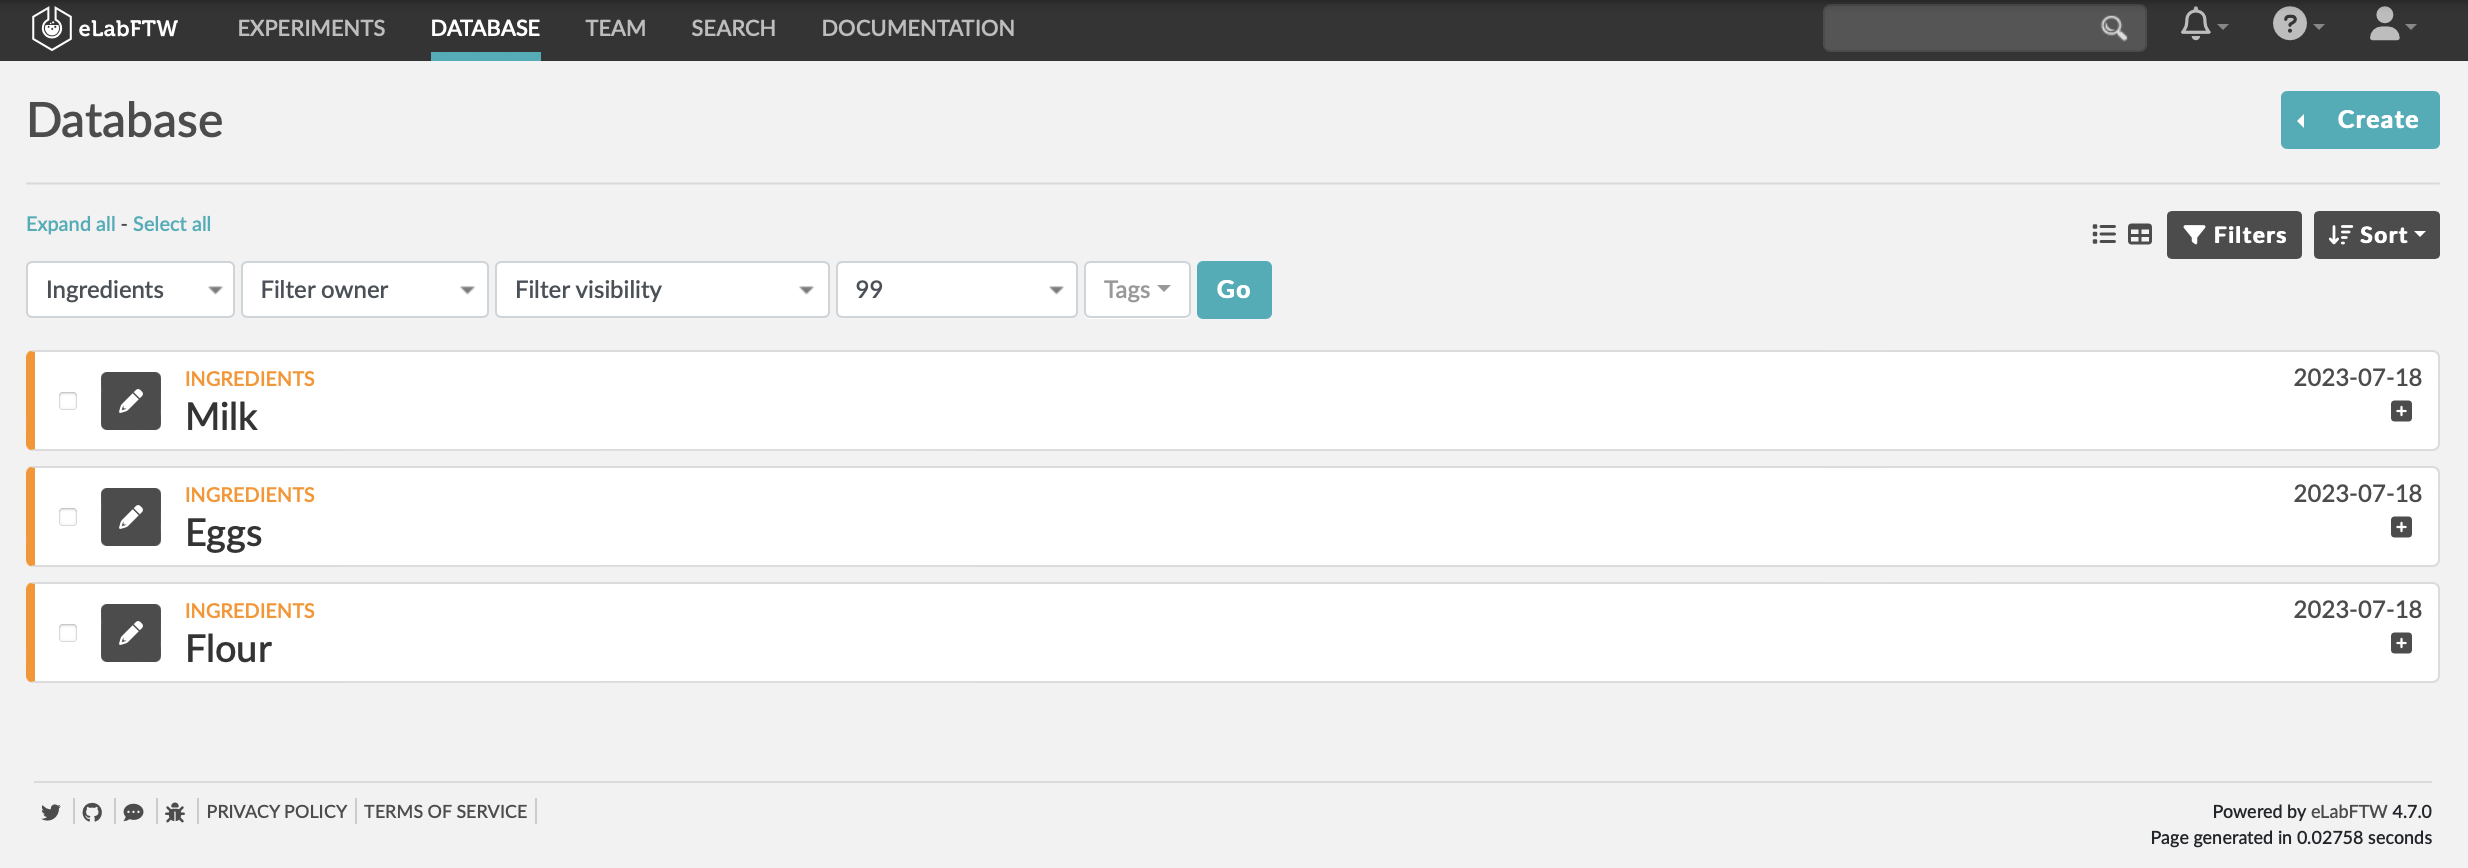 eLabFTW EXPERIMENTS DATABASE TEAM SEARCH DOCUMENTATION ?
Database
Create
Expand all - Select all
Filters Sort
Ingredients Filter owner Filter visibility 99 Tags Go
INGREDIENTS 2023-07-18
Milk
INGREDIENTS 2023-07-18
Eggs
INGREDIENTS 2023-07-18
Flour
PRIVACY POLICY TERMS OF SERVICE Powered by eLabFTW 4.7.0
Page generated in 0.02758 seconds